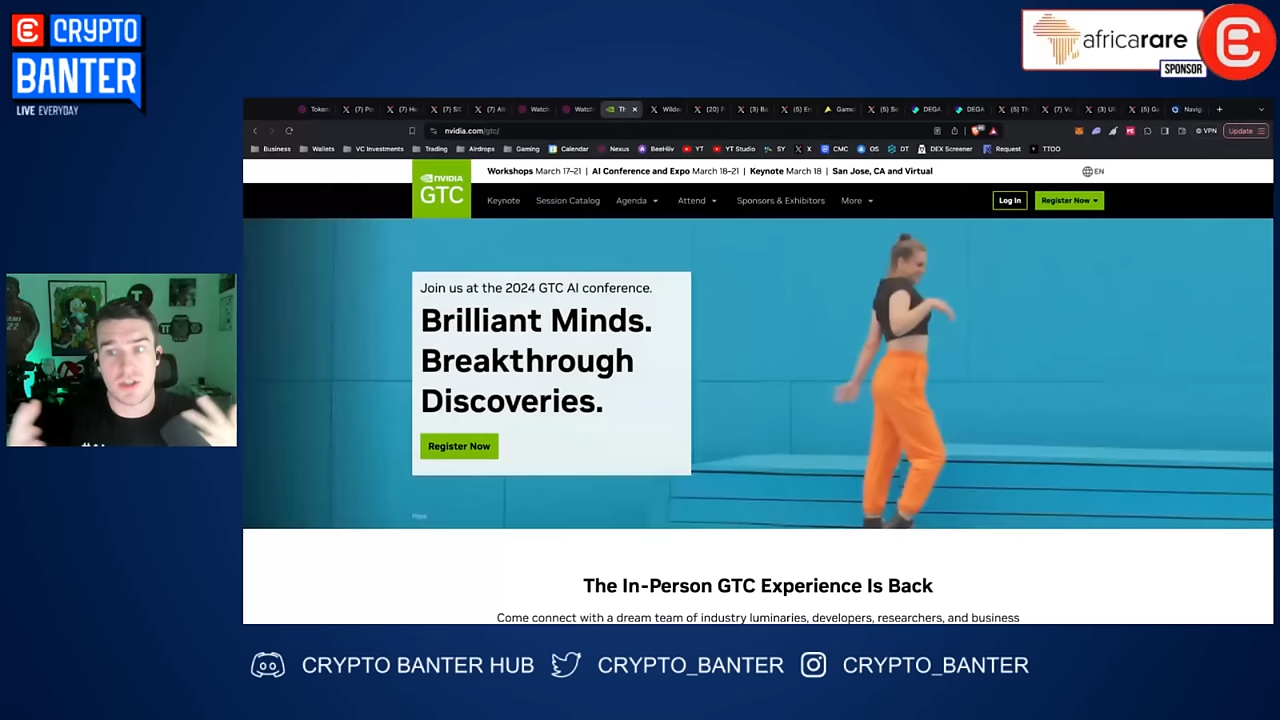 CRYPTO
BANTER
LIVE EVERYDAY
africarare
SPONSOR
nvidia.com/gtc/
VPN
Update
Business
Wallets
VC Investments
Trading
Airdrops
Gaming
Calendar
Nexus
BeeHiiv
YT
YT Studio
SY
X
CMC
OS
DT
DEX Screener
Request
TTOO
NVIDIA
GTC
Workshops March 17-21 | AI Conference and Expo March 18-21 | Keynote March 18 | San Jose, CA and Virtual
EN
Keynote
Session Catalog
Agenda
Attend
Sponsors & Exhibitors
More
Log In
Register Now
Join us at the 2024 GTC AI conference.
Brilliant Minds.
Breakthrough
Discoveries.
Register Now
The In-Person GTC Experience Is Back
Come connect with a dream team of industry luminaries, developers, researchers, and business
CRYPTO BANTER HUB
CRYPTO_BANTER
CRYPTO_BANTER